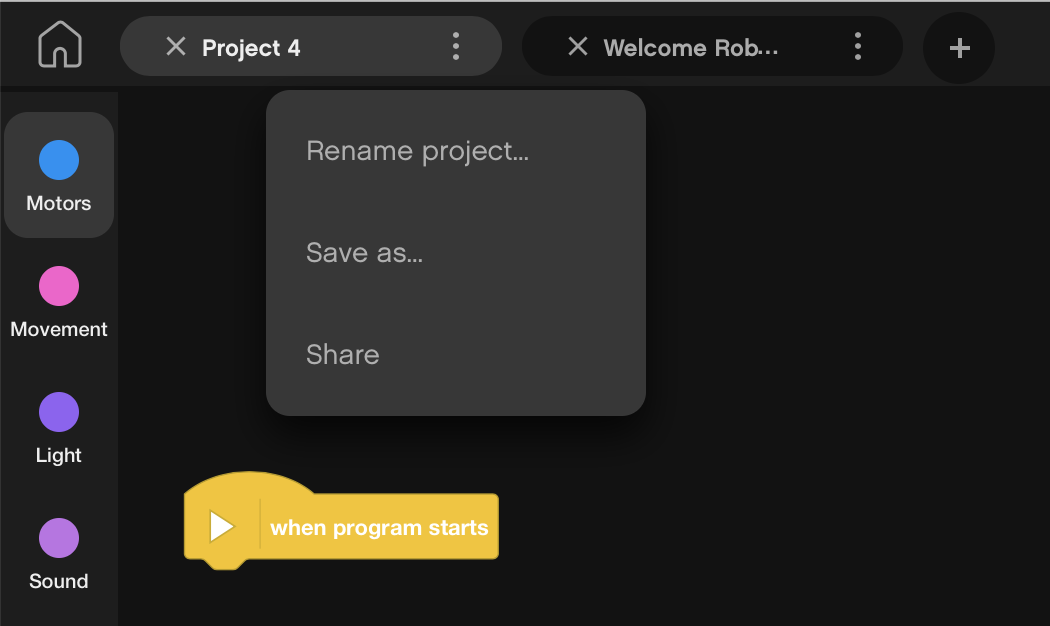 Project 4
Welcome Rob...
Rename project...
Save as...
Share
Motors
Movement
Light
Sound
when program starts